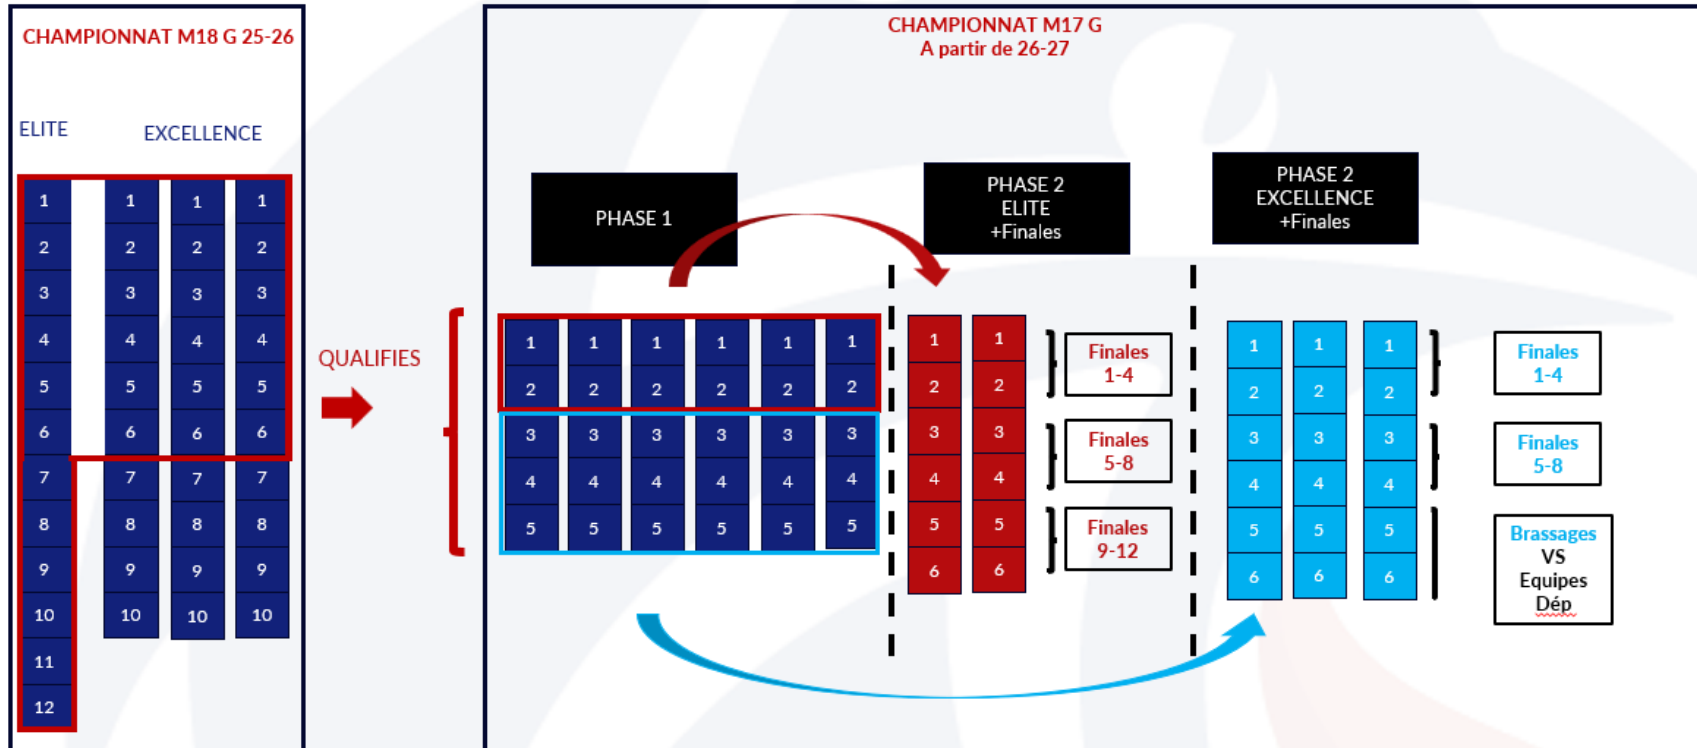 CHAMPIONNAT M18 G 25-26
ELITE
EXCELLENCE
1 1 1 1
2 2 2 2
3 3 3 3
4 4 4 4
5 5 5 5
6 6 6 6
7 7 7 7
8 8 8 8
9 9 9 9
10 10 10 10
11
12
QUALIFIES
CHAMPIONNAT M17 G
A partir de 26-27
PHASE 1
1 1 1 1 1 1
2 2 2 2 2 2
3 3 3 3 3 3
4 4 4 4 4 4
5 5 5 5 5 5
PHASE 2
ELITE
+Finales
1 1
2 2
3 3
4 4
5 5
6 6
Finales
1-4
Finales
5-8
Finales
9-12
PHASE 2
EXCELLENCE
+Finales
1 1 1
2 2 2
3 3 3
4 4 4
5 5 5
6 6 6
Finales
1-4
Finales
5-8
Brassages
VS
Equipes
Dép